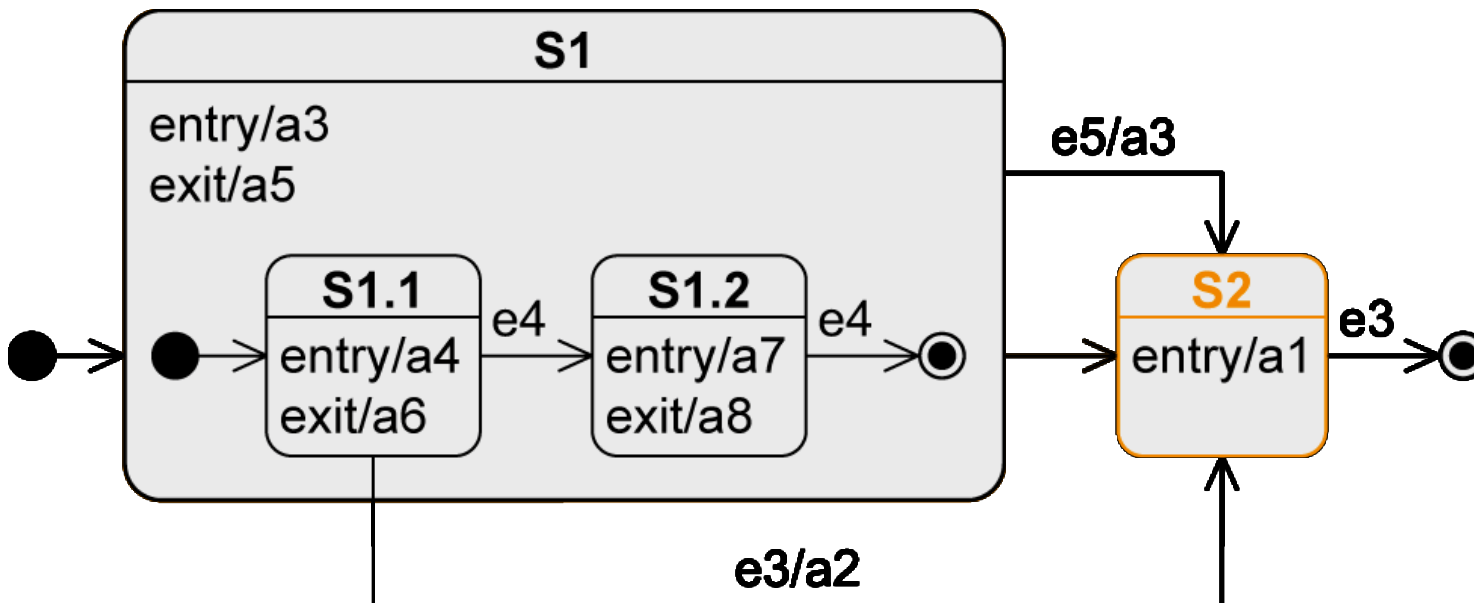 S1
entry/a3
exit/a5
e5/a3
S1.1
entry/a4
exit/a6
e4
S1.2
entry/a7
exit/a8
e4
S2
entry/a1
e3
e3/a2